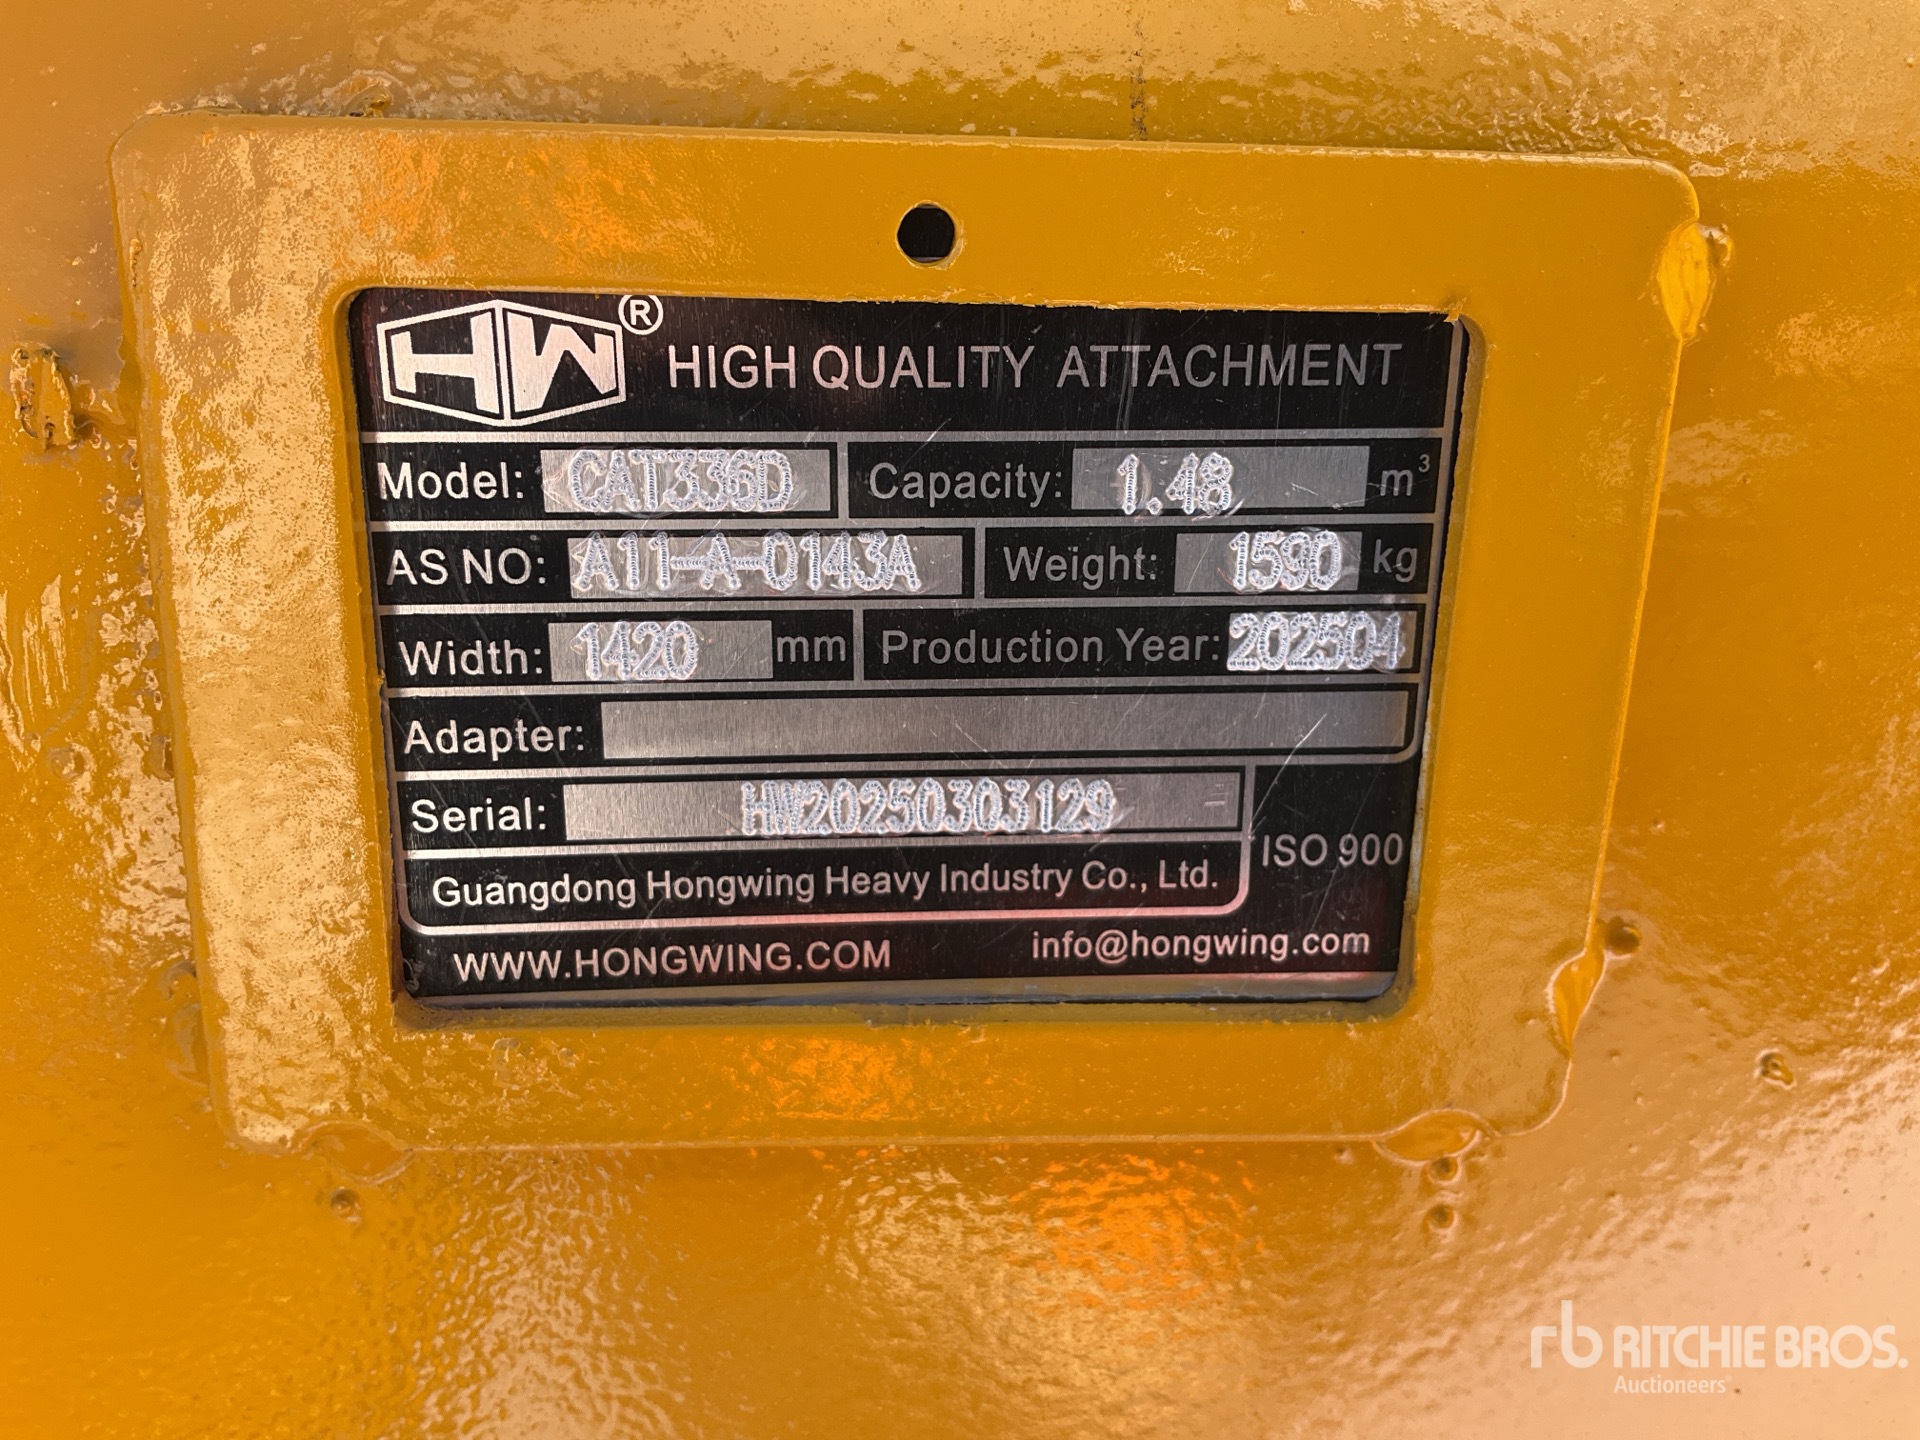 HW® HIGH QUALITY ATTACHMENT
Model: CAT336D Capacity: 1.48 m³
AS NO: A11-A-0143A Weight: 1590 kg
Width: 1420 mm Production Year: 202504
Adapter:
Serial: HW20250303129
Guangdong Hongwing Heavy Industry Co., Ltd. ISO 900
WWW.HONGWING.COM info@hongwing.com
rb RITCHIE BROS.
Auctioneers